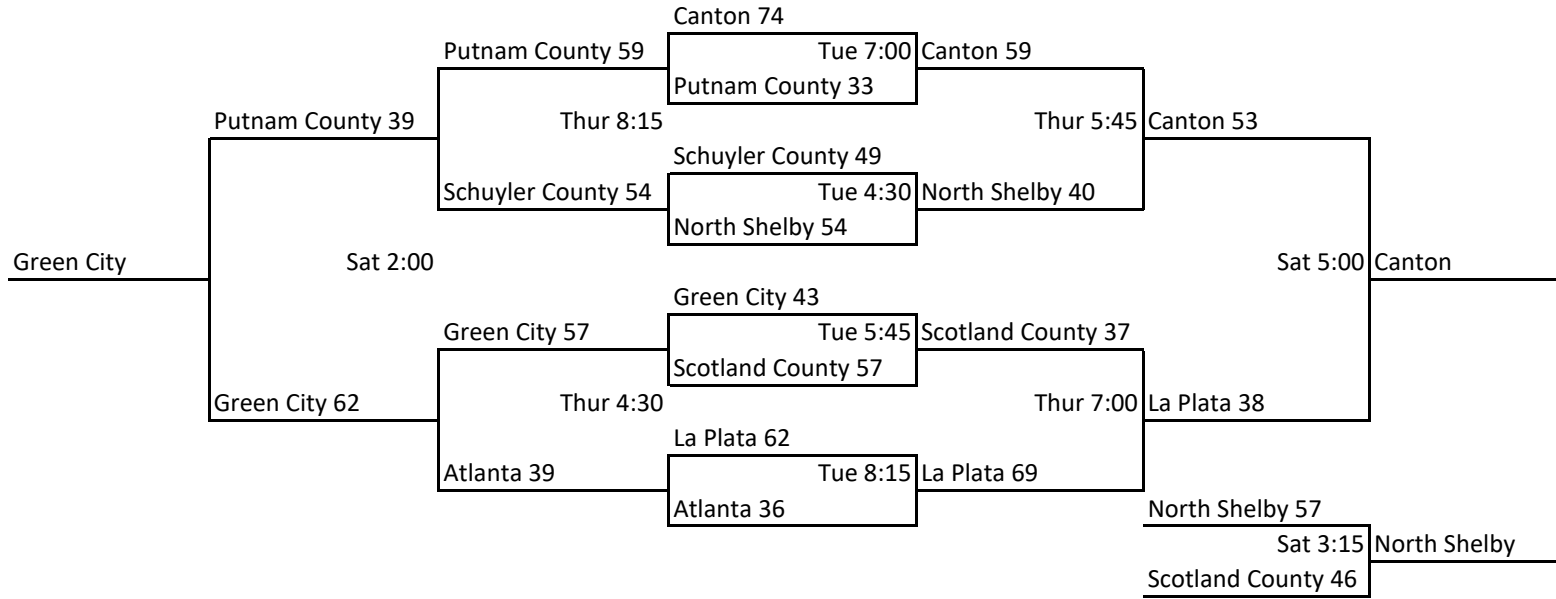 Canton 74
Putnam County 59
Tue 7:00
Canton 59
Putnam County 33
Putnam County 39
Thur 8:15
Thur 5:45
Canton 53
Schuyler County 49
Schuyler County 54
Tue 4:30
North Shelby 40
North Shelby 54
Green City
Sat 2:00
Sat 5:00
Canton
Green City 43
Green City 57
Tue 5:45
Scotland County 37
Scotland County 57
Green City 62
Thur 4:30
Thur 7:00
La Plata 38
La Plata 62
Atlanta 39
Tue 8:15
La Plata 69
Atlanta 36
North Shelby 57
Sat 3:15
North Shelby
Scotland County 46